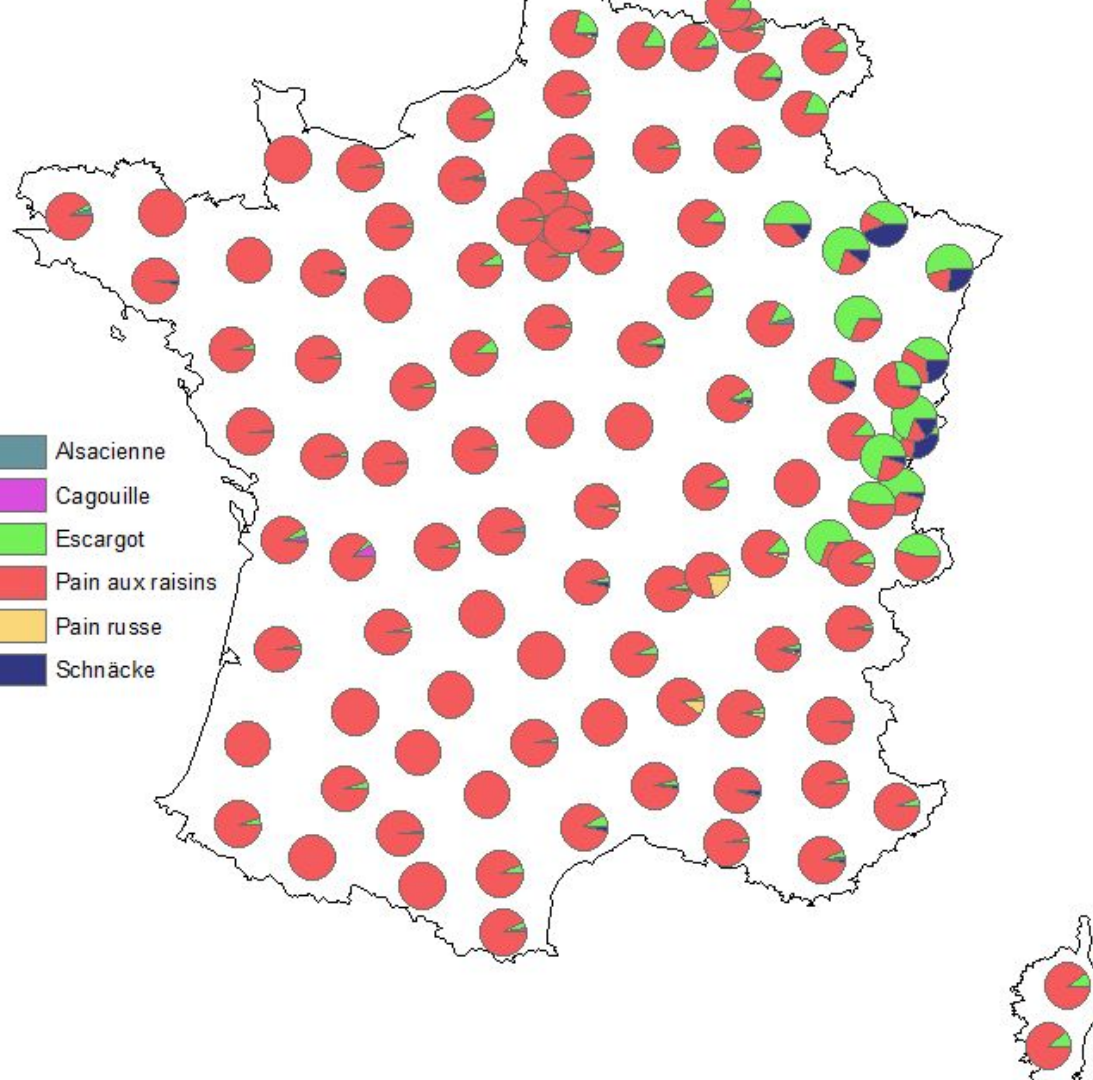 Alsacienne
Cagouille
Escargot
Pain aux raisins
Pain russe
Schnäcke